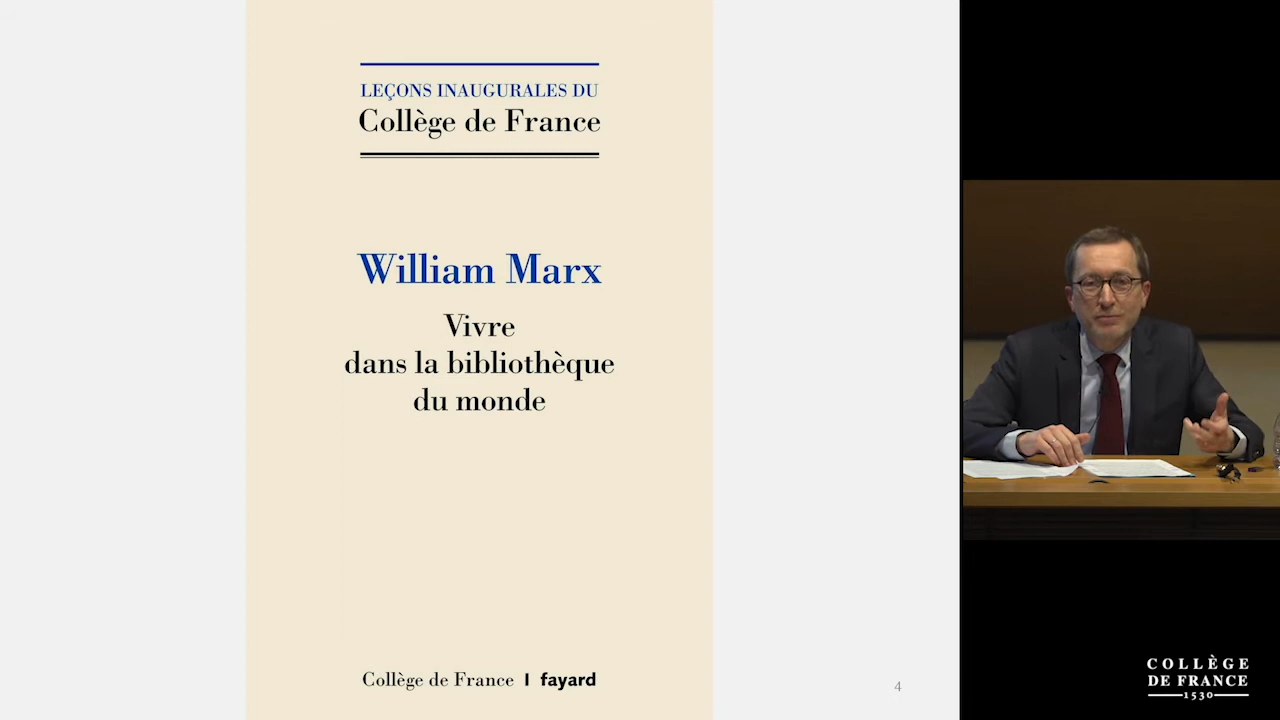 LEÇONS INAUGURALES DU
Collège de France
William Marx
Vivre
dans la bibliothèque
du monde
Collège de France I fayard
4
COLLÈGE
DE FRANCE
1530